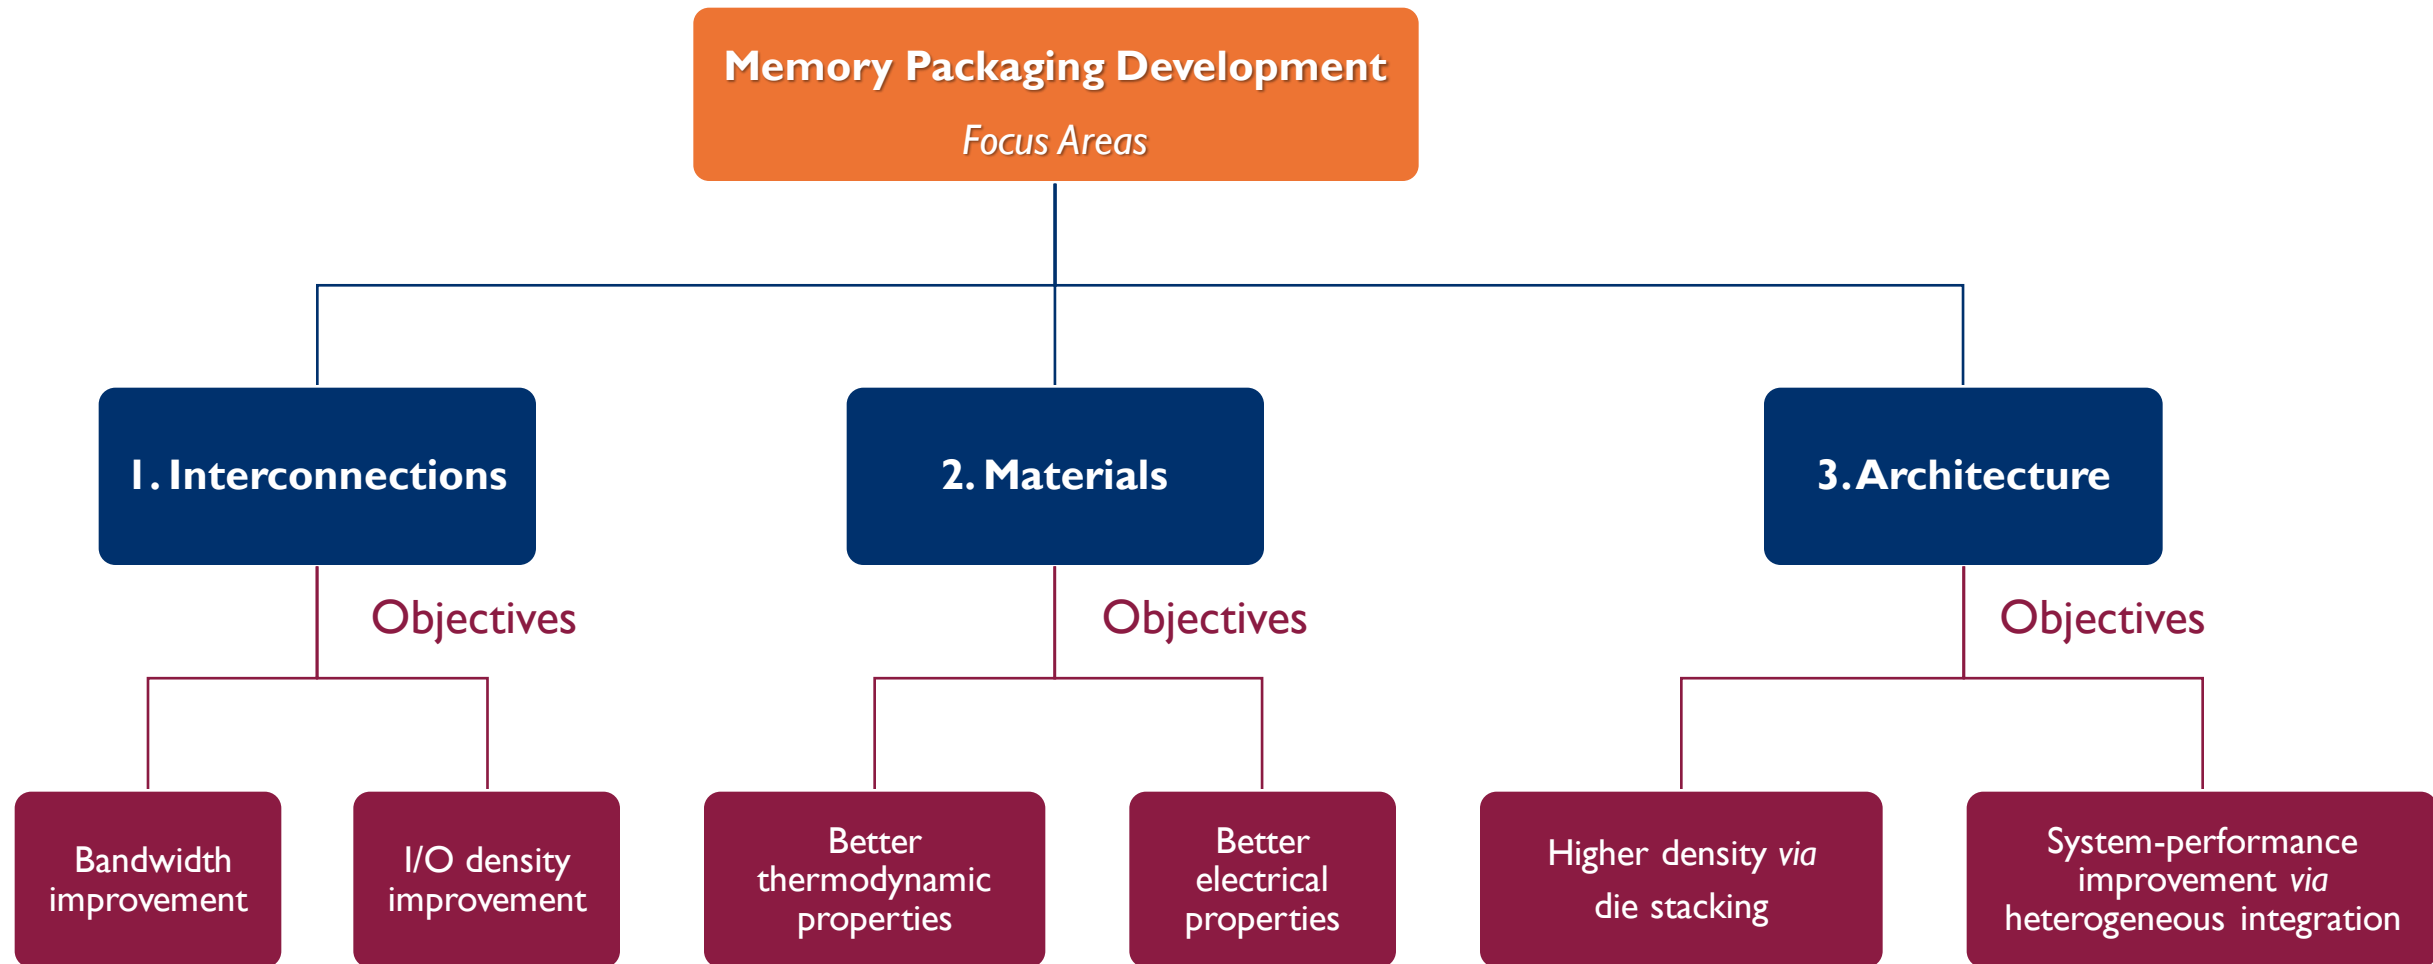 Memory Packaging Development
Focus Areas
1. Interconnections
2. Materials
3. Architecture
Objectives
Objectives
Objectives
Bandwidth
improvement
I/O density
improvement
Better
thermodynamic
properties
Better
electrical
properties
Higher density via
die stacking
System-performance
improvement via
heterogeneous integration